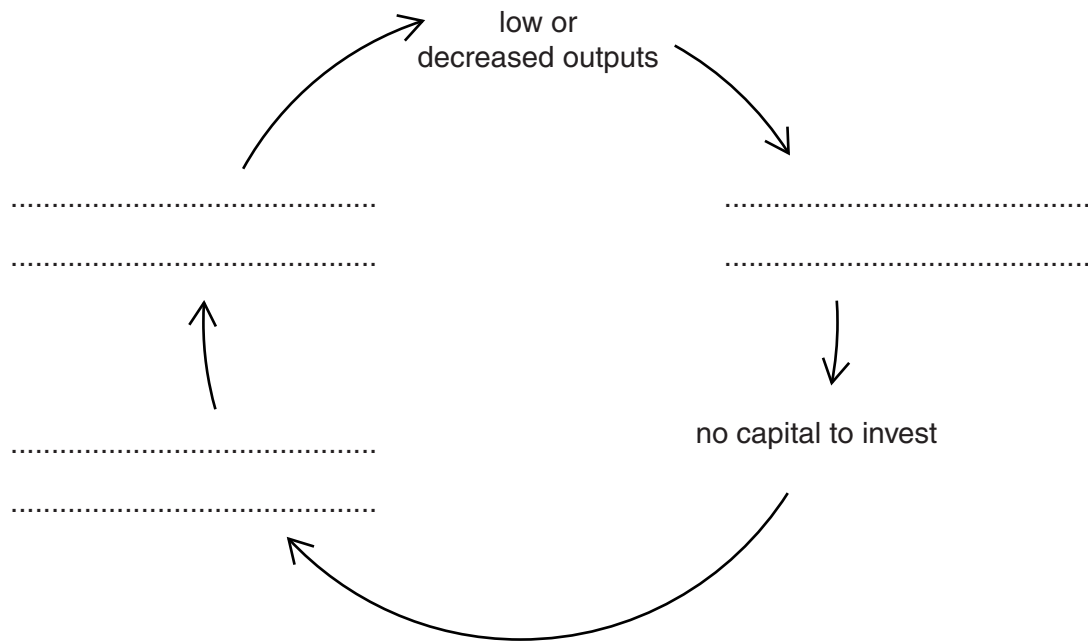 low or
decreased outputs
no capital to invest